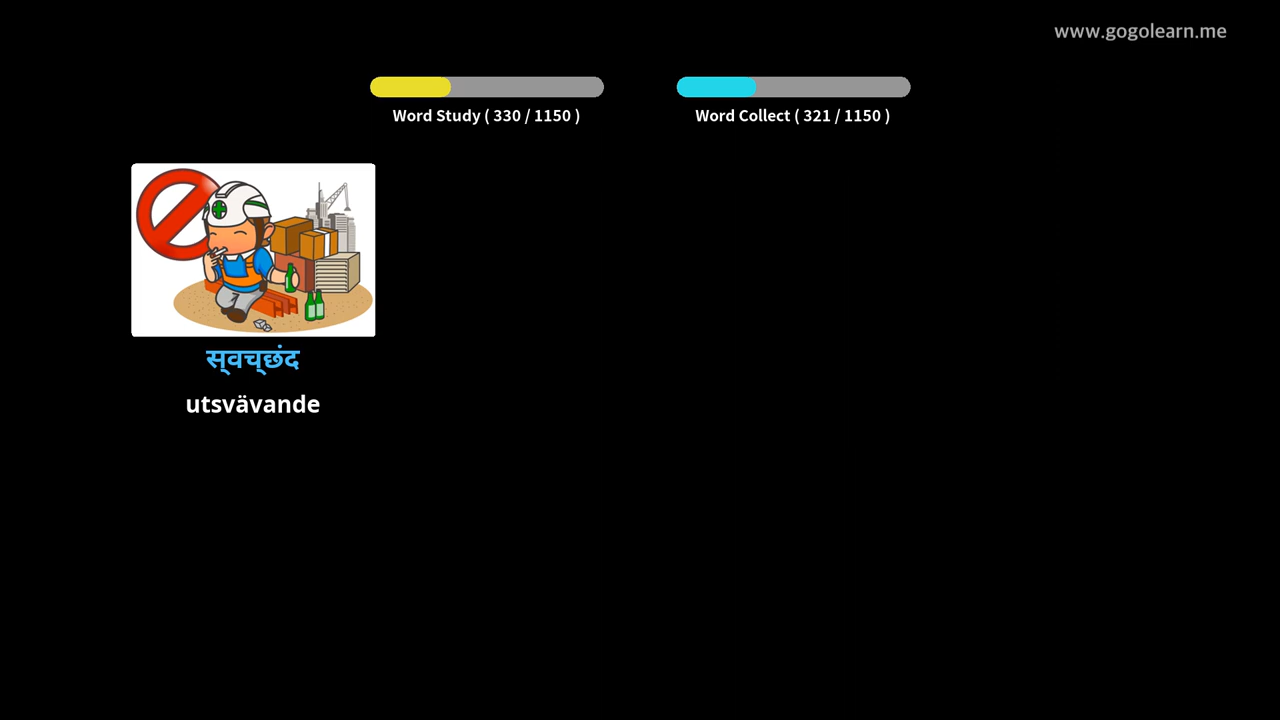 www.gogolearn.me
Word Study ( 330 / 1150 )
Word Collect ( 321 / 1150 )
स्वच्छंद
utsvävande